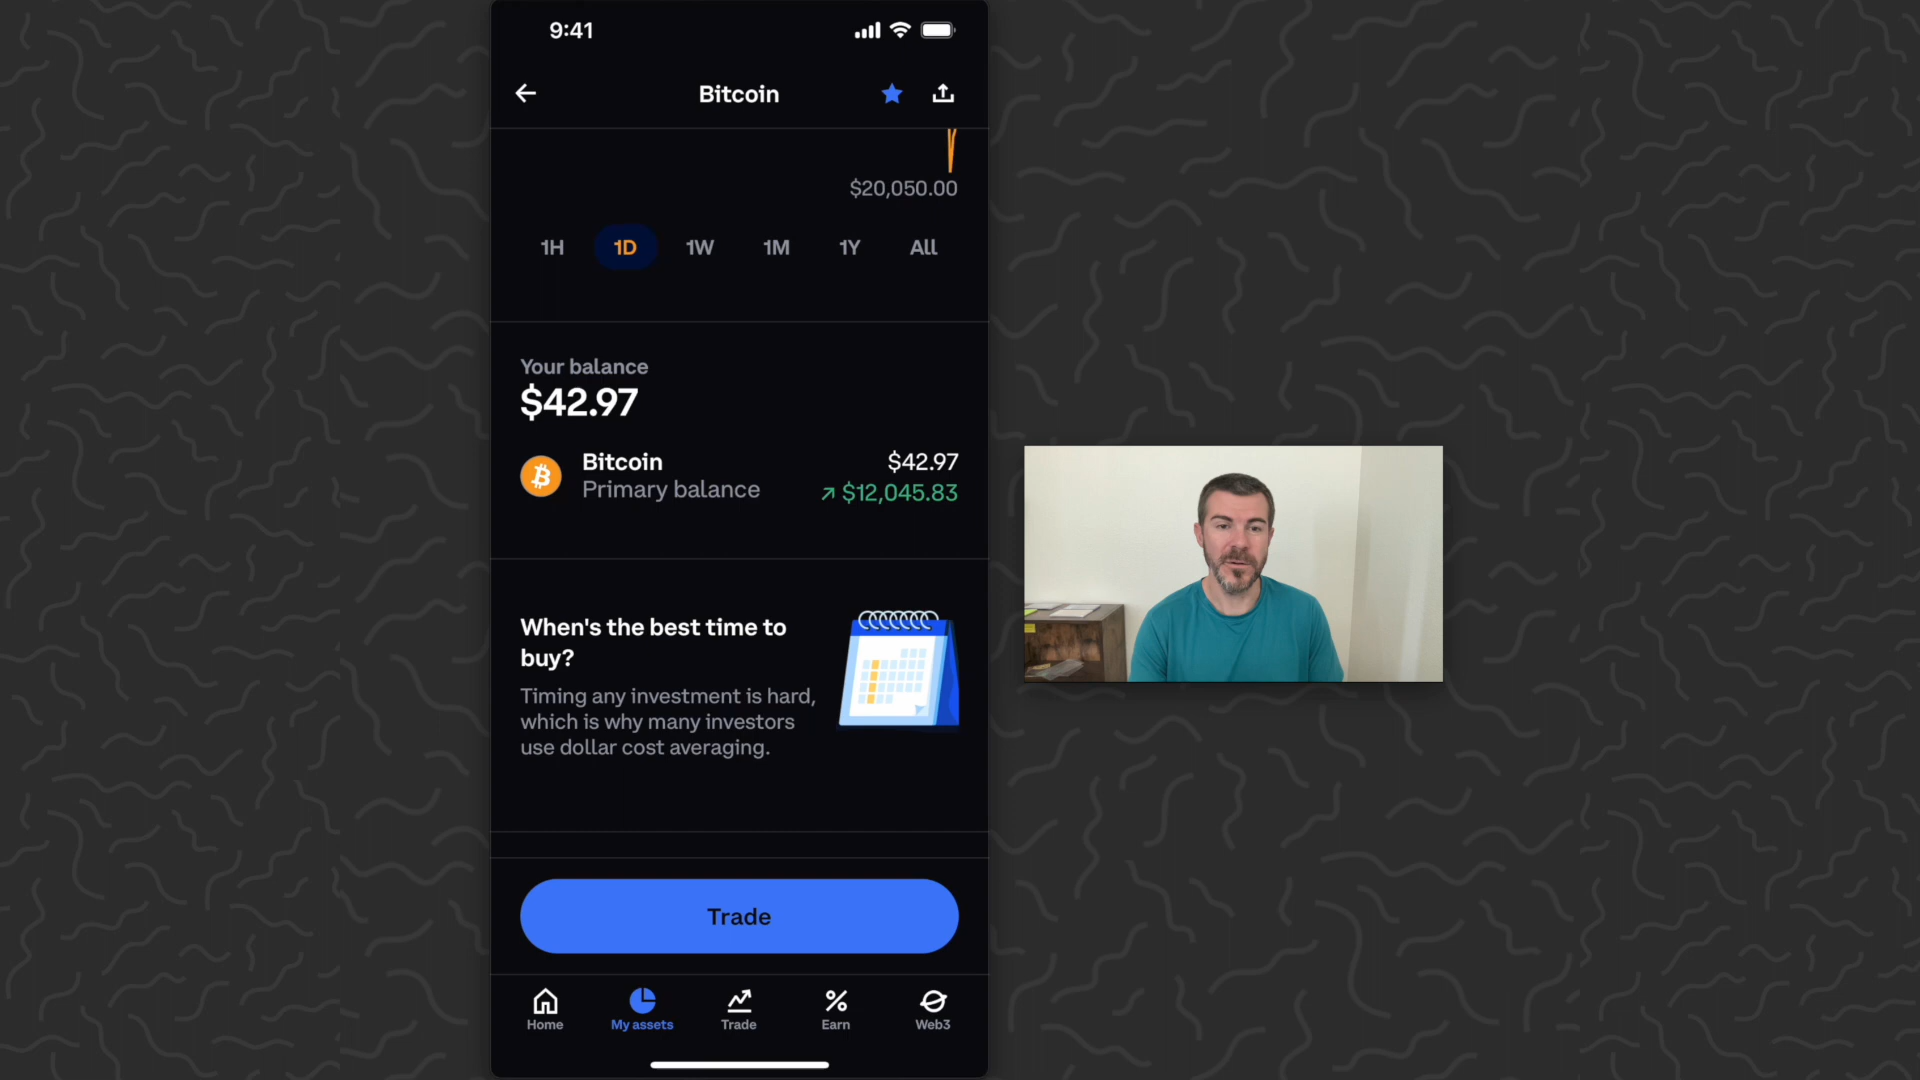 9:41
Bitcoin
$20,050.00
1H 1D 1W 1M 1Y All
Your balance
$42.97
Bitcoin $42.97
Primary balance $12,045.83
When's the best time to
buy?
Timing any investment is hard,
which is why many investors
use dollar cost averaging.
Trade
Home My assets Trade Earn Web3